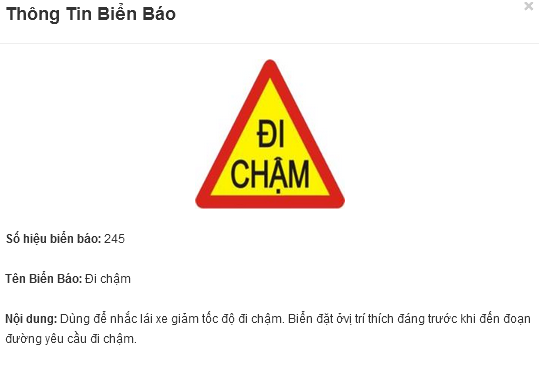 Thông Tin Biển Báo
×
ĐI
CHẬM
Số hiệu biển báo: 245
Tên Biển Báo: Đi chậm
Nội dung: Dùng để nhắc lái xe giảm tốc độ đi chậm. Biển đặt ởvị trí thích đáng trước khi đến đoạn
đường yêu cầu đi chậm.